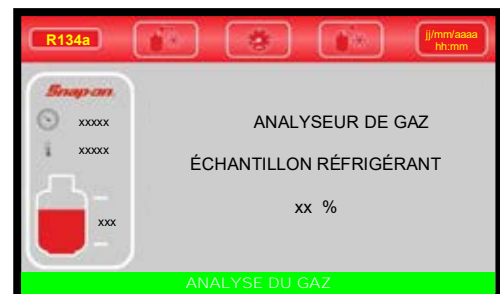 R134a
jj/mm/aaaa
hh:mm
Snap-on
xxxxx
xxxxx
xxx
ANALYSEUR DE GAZ
ÉCHANTILLON RÉFRIGÉRANT
xx %
ANALYSE DU GAZ